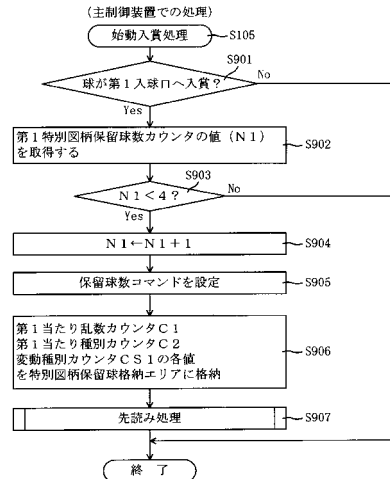 (主制御装置での処理)
始動入賞処理
S105
S901
球が第1入球口へ入賞?
No
Yes
第1特別図柄保留球数カウンタの値(N1)
を取得する
S902
S903
N1<4?
No
Yes
N1←N1+1
S904
保留球数コマンドを設定
S905
第1当たり乱数カウンタC1
第1当たり種別カウンタC2
変動種別カウンタCS1の各値
を特別図柄保留球格納エリアに格納
S906
先読み処理
S907
終了